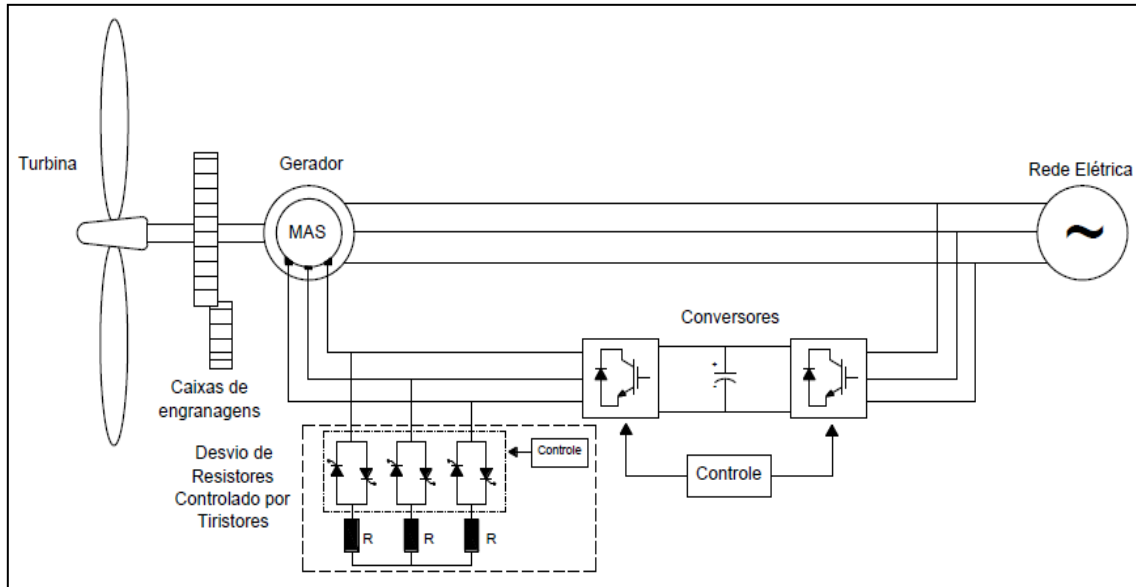 Turbina
Gerador
Rede Elétrica
MAS
~
Conversores
+
-
Caixas de
engranagens
Controle
Desvio de
Resistores
Controlado por
Tiristores
Controle
R
R
R